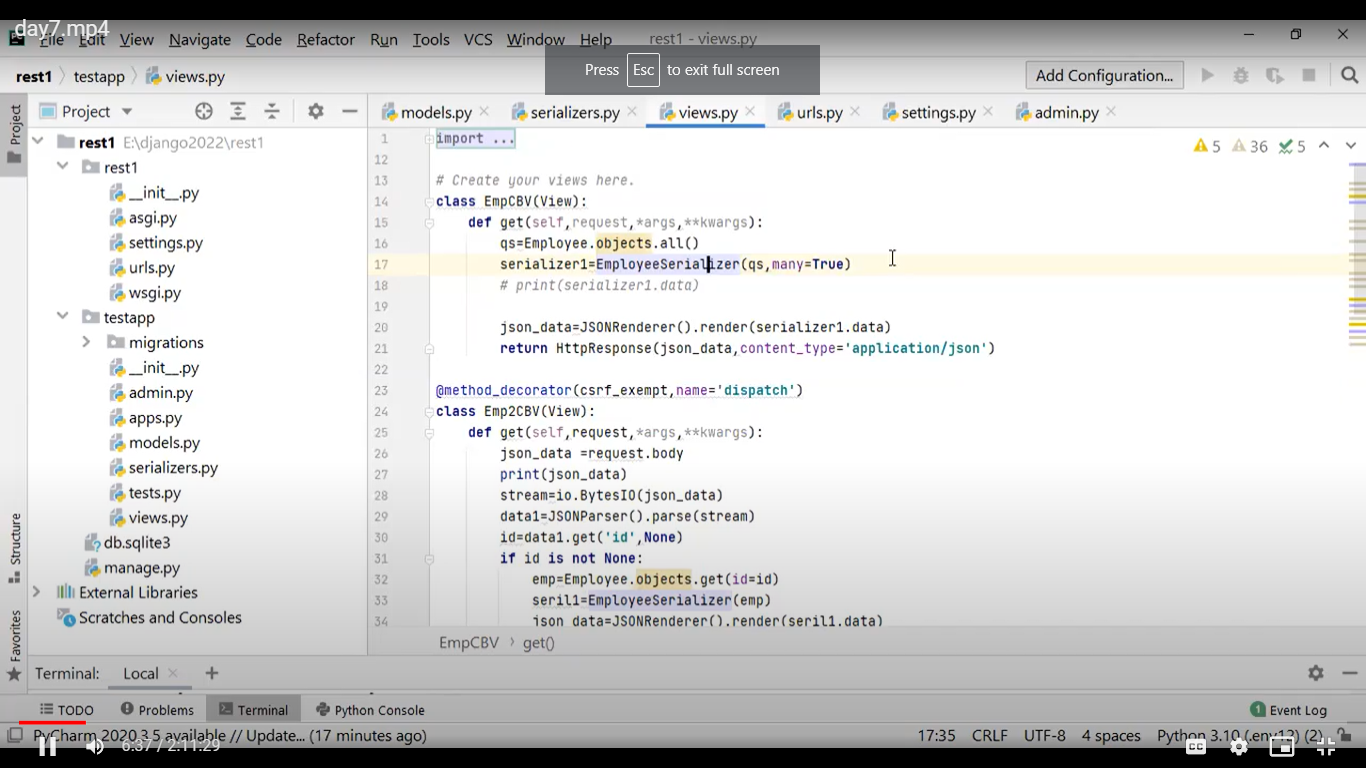 day7.mp4
File Edit View Navigate Code Refactor Run Tools VCS Window Help rest1 - views.py
Press Esc to exit full screen
rest1 testapp views.py Add Configuration...
Project
Project
models.py serializers.py views.py urls.py settings.py admin.py
rest1 E:\django2022\rest1
rest1
__init__.py
asgi.py
settings.py
urls.py
wsgi.py
testapp
migrations
__init__.py
admin.py
apps.py
models.py
serializers.py
tests.py
views.py
db.sqlite3
manage.py
External Libraries
Scratches and Consoles
Structure
Favorites
5 36 5
1 import ...
12
13 # Create your views here.
14 class EmpCBV(View):
15 def get(self,request,*args,**kwargs):
16 qs=Employee.objects.all()
17 serializer1=EmployeeSerializer(qs,many=True)
18 # print(serializer1.data)
19
20 json_data=JSONRenderer().render(serializer1.data)
21 return HttpResponse(json_data,content_type='application/json')
22
23 @method_decorator(csrf_exempt,name='dispatch')
24 class Emp2CBV(View):
25 def get(self,request,*args,**kwargs):
26 json_data =request.body
27 print(json_data)
28 stream=io.BytesIO(json_data)
29 data1=JSONParser().parse(stream)
30 id=data1.get('id',None)
31 if id is not None:
32 emp=Employee.objects.get(id=id)
33 seril1=EmployeeSerializer(emp)
34 json_data=JSONRenderer().render(seril1.data)
EmpCBV get()
Terminal: Local
TODO Problems Terminal Python Console Event Log
1
PyCharm 2020.3.5 available // Update... (17 minutes ago) 17:35 CRLF UTF-8 4 spaces Python 3.10 (.env12) (2)
6:37 / 2:11:29 CC